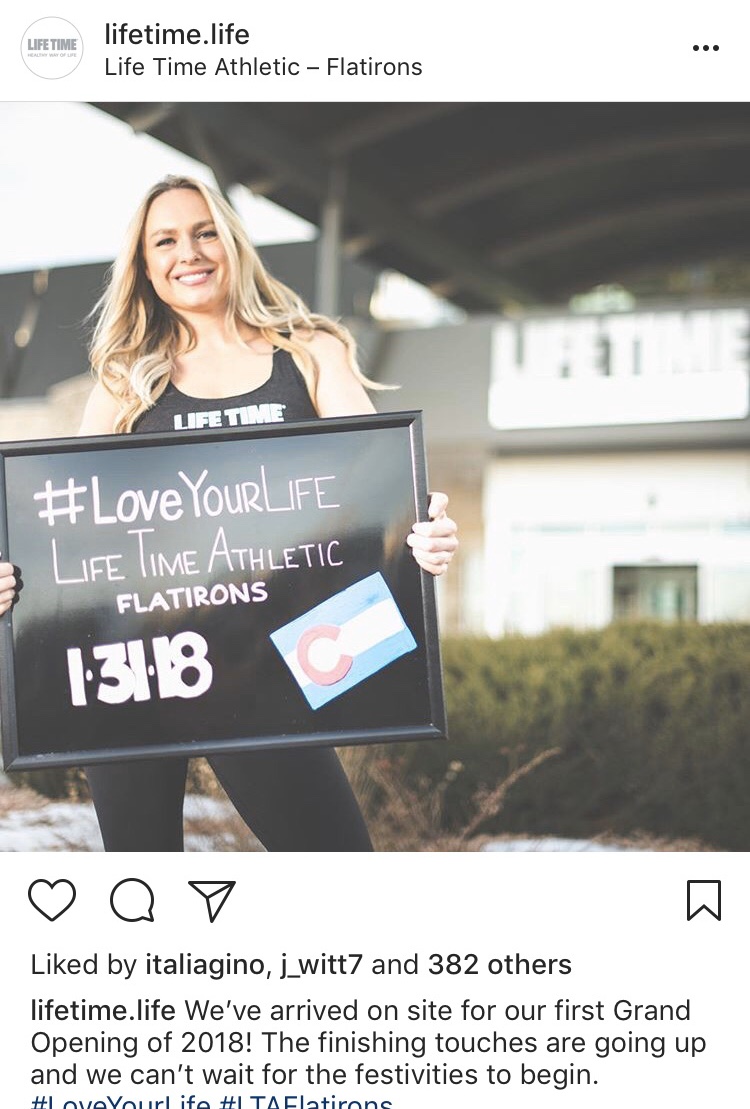 LIFE TIME
HEALTHY WAY OF LIFE
lifetime.life
Life Time Athletic – Flatirons
LIFE TIME
LIFE TIME
#LOVE YOUR LIFE
LIFE TIME ATHLETIC
FLATIRONS
1·31·18
C
Liked by italiagino, j_witt7 and 382 others
lifetime.life We’ve arrived on site for our first Grand
Opening of 2018! The finishing touches are going up
and we can’t wait for the festivities to begin.
#LoveYourLife #LTAFlatirons